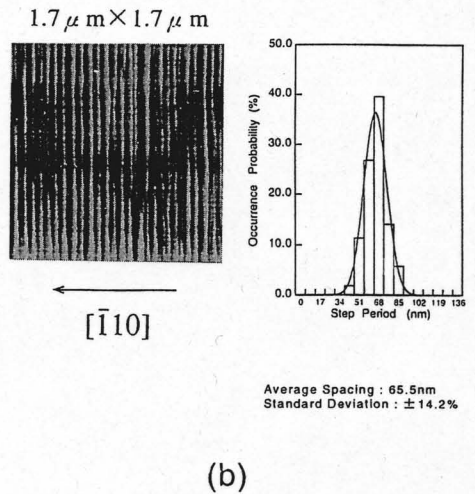 1.7 μm×1.7 μm
[1̄10]
Occurrence Probability (%)
50.0
40.0
30.0
20.0
10.0
0.0
0 17 34 51 68 85 102 119 136
Step Period (nm)
Average Spacing : 65.5nm
Standard Deviation : ±14.2%
(b)